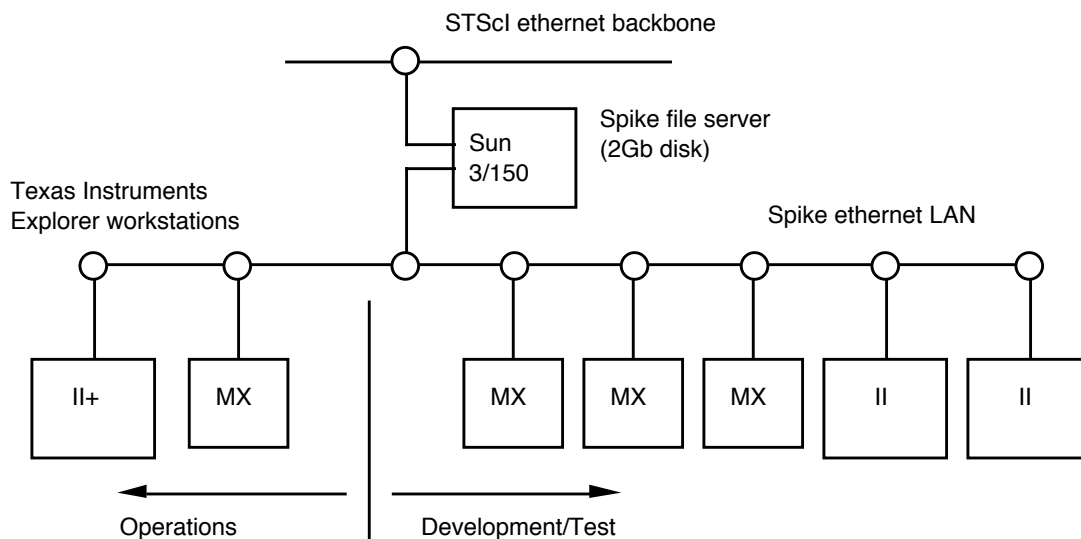 STScI ethernet backbone
Spike file server
(2Gb disk)
Sun
3/150
Texas Instruments
Explorer workstations
Spike ethernet LAN
II+
MX
MX
MX
MX
II
II
Operations
Development/Test